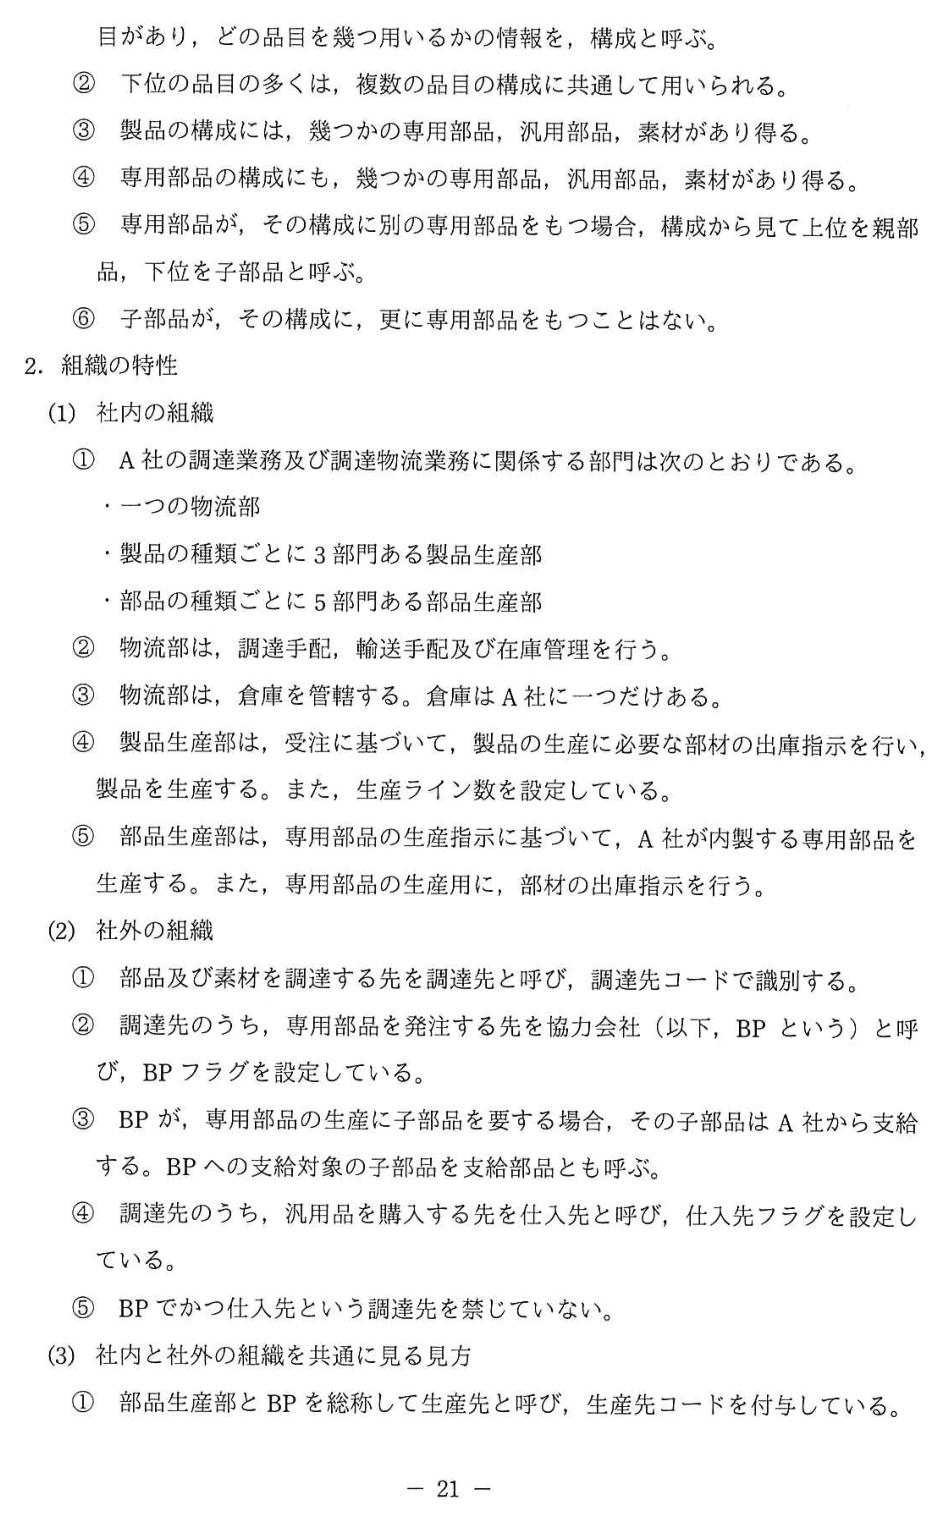 目があり，どの品目を幾つ用いるかの情報を，構成と呼ぶ。
② 下位の品目の多くは，複数の品目の構成に共通して用いられる。
③ 製品の構成には，幾つかの専用部品，汎用部品，素材があり得る。
④ 専用部品の構成にも，幾つかの専用部品，汎用部品，素材があり得る。
⑤ 専用部品が，その構成に別の専用部品をもつ場合，構成から見て上位を親部
品，下位を子部品と呼ぶ。
⑥ 子部品が，その構成に，更に専用部品をもつことはない。
2．組織の特性
(1) 社内の組織
① A社の調達業務及び調達物流業務に関係する部門は次のとおりである。
・一つの物流部
・製品の種類ごとに3部門ある製品生産部
・部品の種類ごとに5部門ある部品生産部
② 物流部は，調達手配，輸送手配及び在庫管理を行う。
③ 物流部は，倉庫を管轄する。倉庫はA社に一つだけある。
④ 製品生産部は，受注に基づいて，製品の生産に必要な部材の出庫指示を行い，
製品を生産する。また，生産ライン数を設定している。
⑤ 部品生産部は，専用部品の生産指示に基づいて，A社が内製する専用部品を
生産する。また，専用部品の生産用に，部材の出庫指示を行う。
(2) 社外の組織
① 部品及び素材を調達する先を調達先と呼び，調達先コードで識別する。
② 調達先のうち，専用部品を発注する先を協力会社（以下，BPという）と呼
び，BPフラグを設定している。
③ BPが，専用部品の生産に子部品を要する場合，その子部品はA社から支給
する。BPへの支給対象の子部品を支給部品とも呼ぶ。
④ 調達先のうち，汎用品を購入する先を仕入先と呼び，仕入先フラグを設定し
ている。
⑤ BPでかつ仕入先という調達先を禁じていない。
(3) 社内と社外の組織を共通に見る見方
① 部品生産部とBPを総称して生産先と呼び，生産先コードを付与している。
－ 21 －